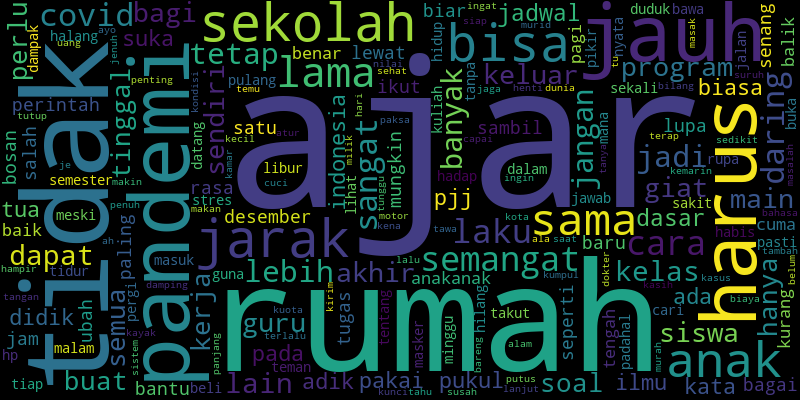 ajar
rumah
tidak
pandemi
harus
jauh
bisa
sekolah
anak
jarak
sama
lama
banyak
sangat
semangat
cara
jadi
laku
lebih
guru
dapat
covid
bagi
suka
tetap
perlu
dampak
halang
uang
perintah
tinggal
sendiri
biar
ingat
siap
murid
jadwal
duduk
bawa
masak
senang
balik
benar
lewat
hidup
pagi
pikir
nyata
jalan
keluar
program
pulang
sehat
nilai
ikut
kuliah
tanpa
sekali
suruh
bilang
biasa
daring
buka
temu
dunia
hari
jaga
henti
penting
kondisi
tutup
bosan
salah
datang
satu
kecil
atur
indonesia
milik
paksa
capai
sambil
jangan
mana
terap
lupa
sedikit
kemarin
rupa
tanya
masalah
je
libur
kamar
lihat
tunggu
mungkin
hadap
dalam
ingin
semester
makin
rasa
cuci
stres
makan
penuh
desember
motor
kena
pjj
jawab
giat
sakit
main
bahasa
tua
meski
baik
ah
paling
kota
tawa
ala
saat
baru
dasar
habis
cuma
pasti
tambah
hampir
tidur
masuk
lalu
akhir
anakanak
kumpul
dokter
kelas
kasus
kasih
ada
hanya
biaya
belum
kurang
tangan
pergi
damping
guna
kirim
hilang
takut
seperti
cari
didik
ubah
semua
kerja
kuota
terlalu
tugas
tentang
masker
minggu
bareng
alam
tengah
padahal
murah
siswa
jam
hp
malam
kayak
sistem
panjang
pada
teman
putus
tiap
buat
bantu
beli
lain
adik
pakai
kunci
tahu
pukul
susah
lanjut
soal
ilmu
kata
bagai